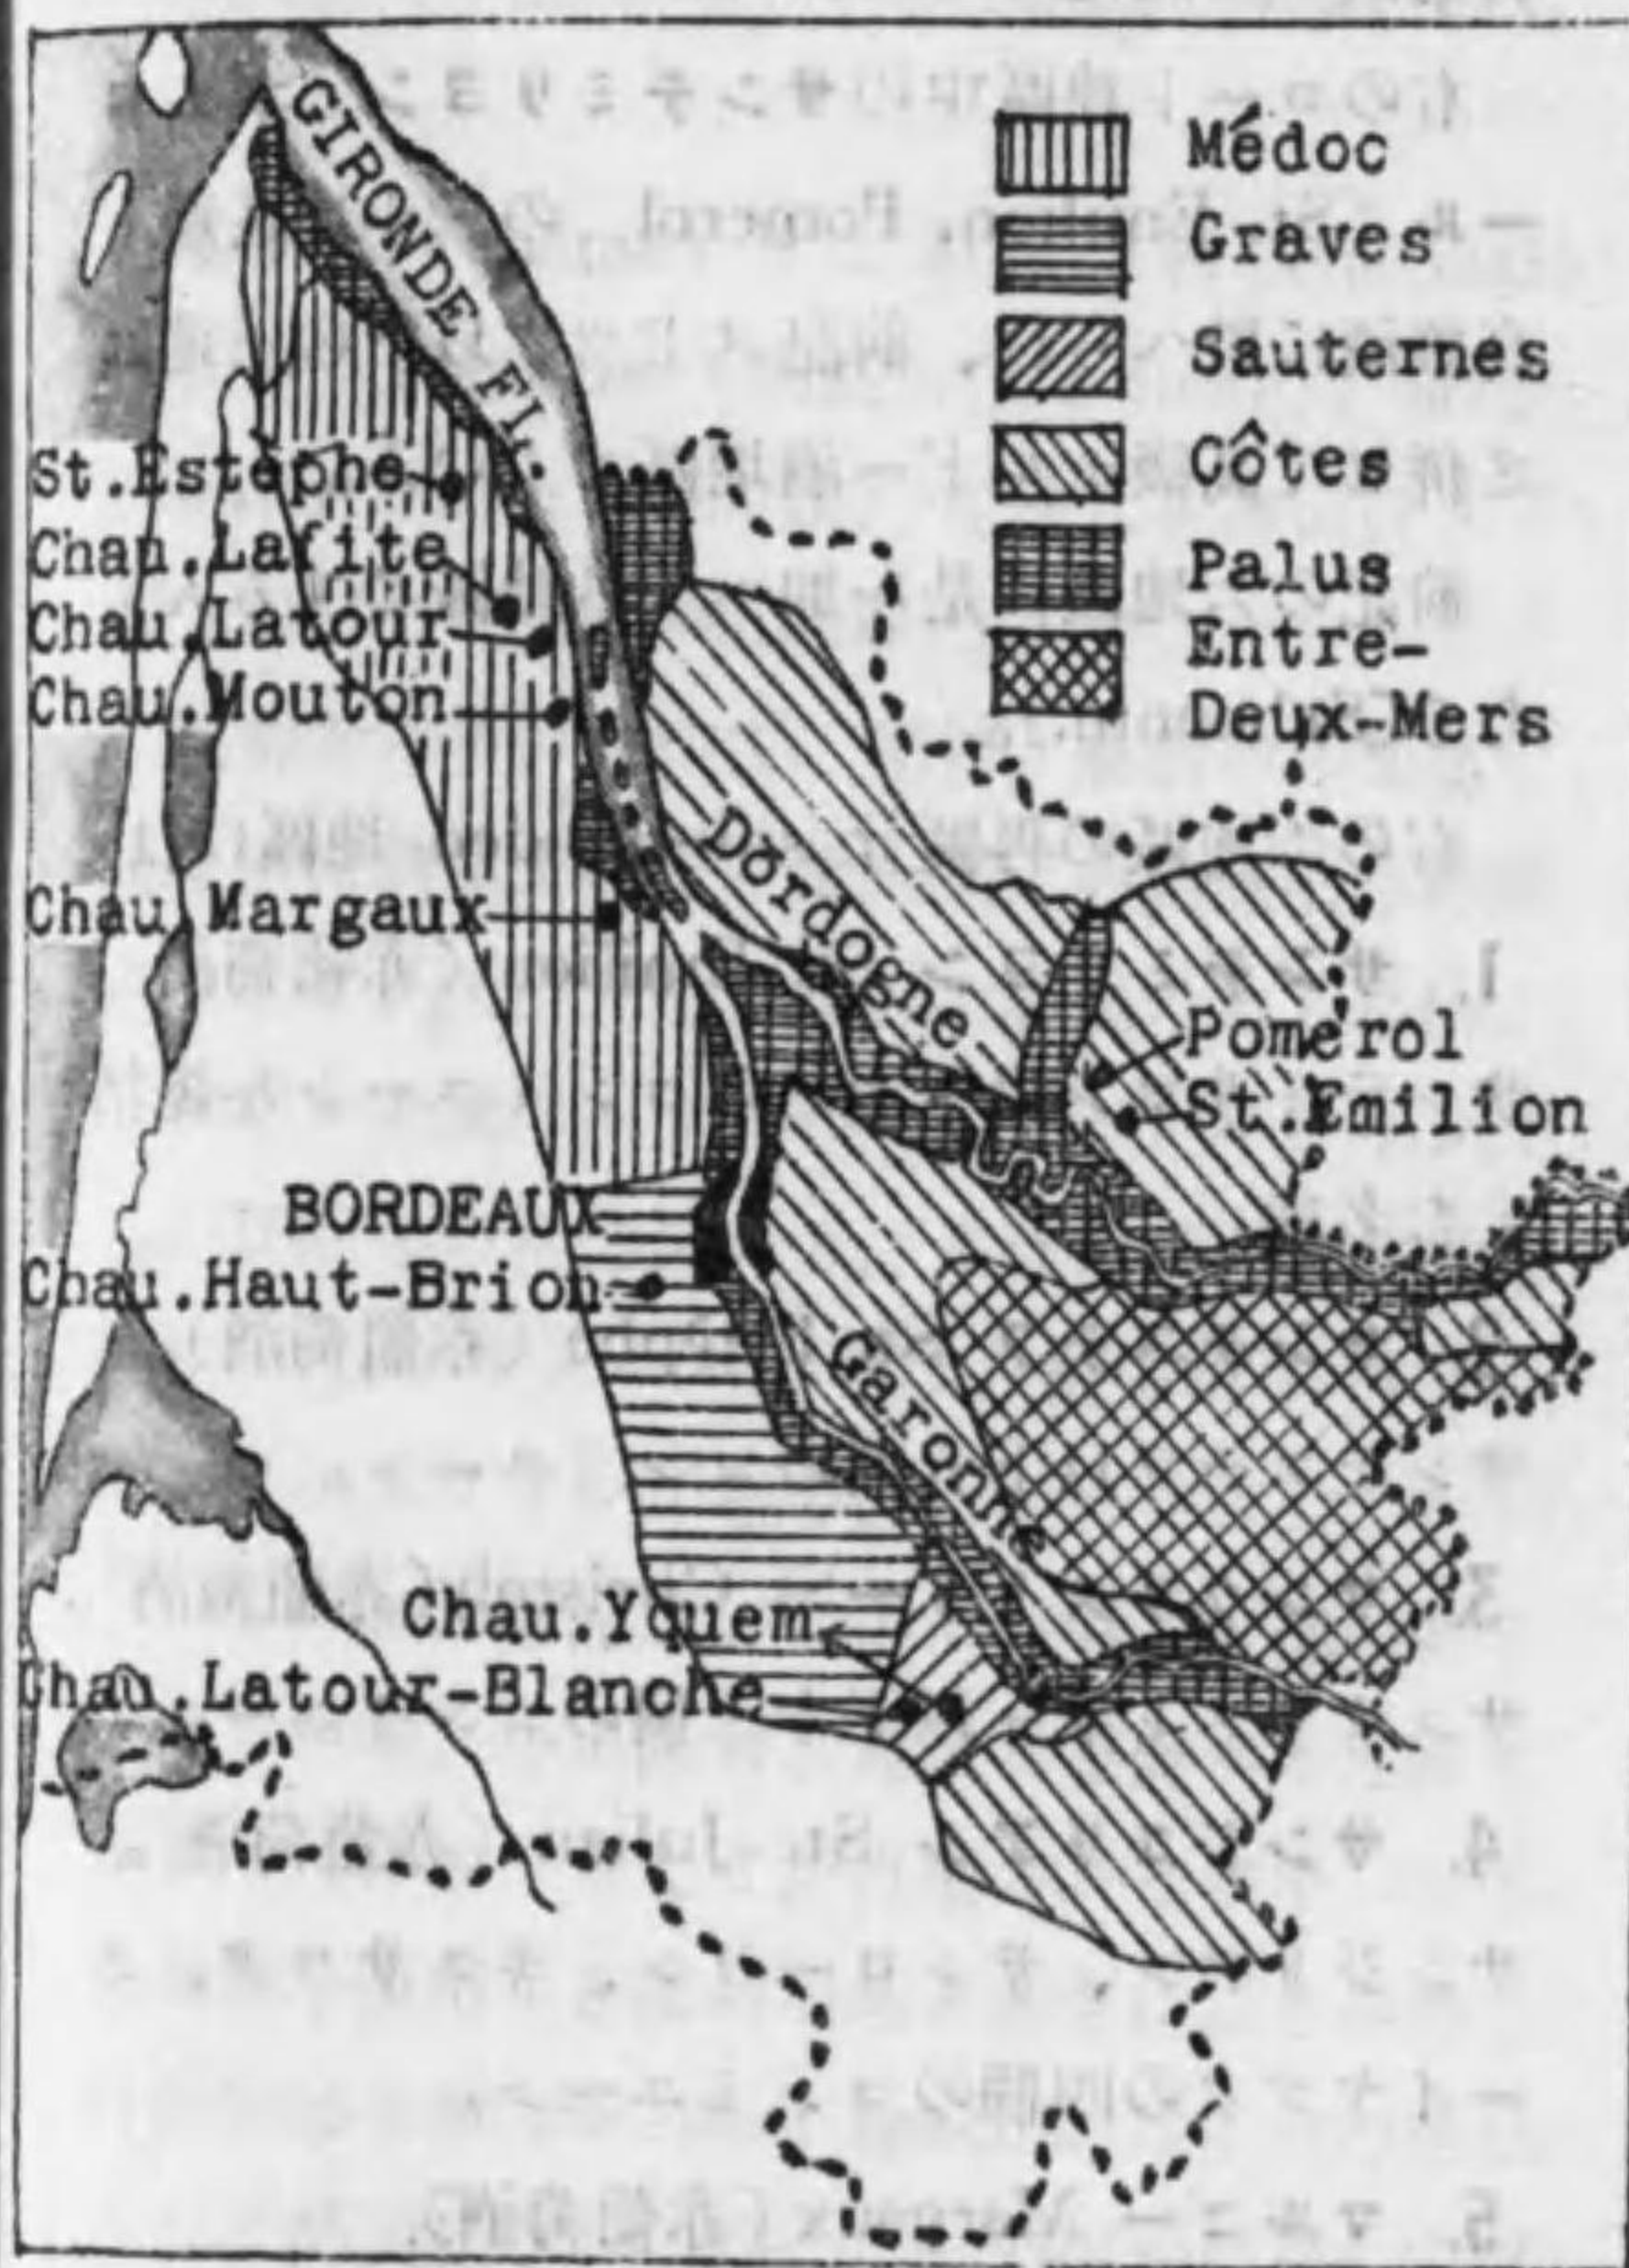 GIRONDE FL.
Médoc
Graves
Sauternes
Côtes
Palus
Entre-
Deux-Mers
St.Estèphe
Chau.Lafite
Chau.Latour
Chau.Mouton
Dordogne
Chau.Margaux
Pomerol
St.Emilion
BORDEAUX
Chau.Haut-Brion
Garonne
Chau.Yquem
Chau.Latour-Blanche